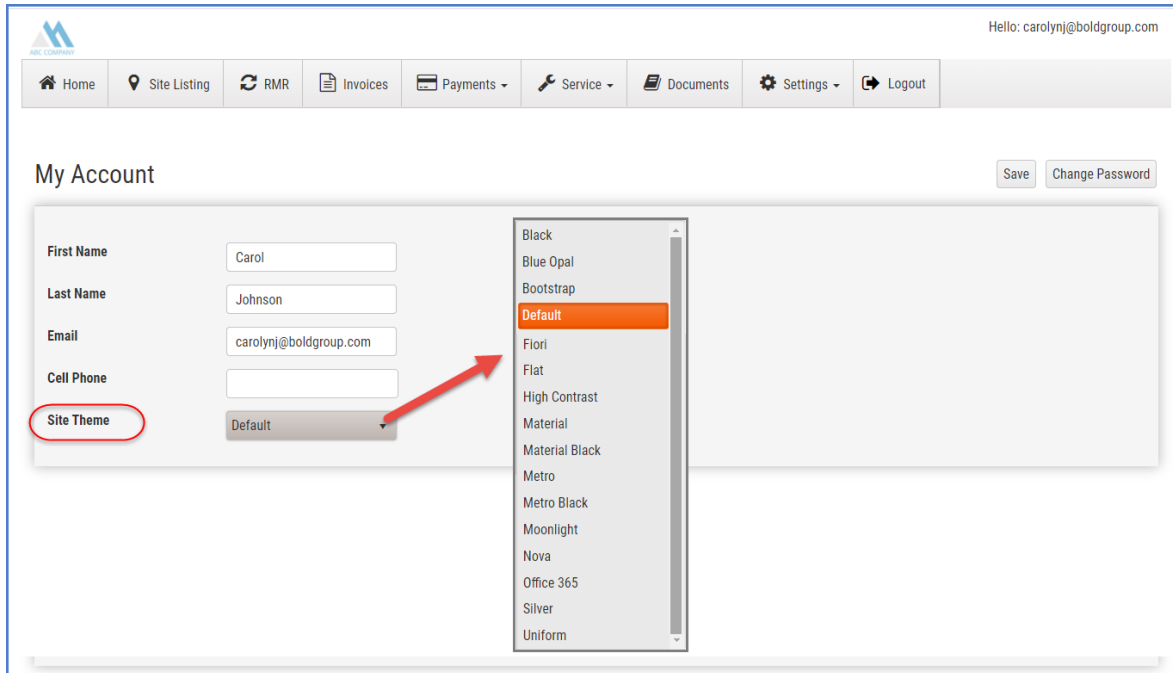 Hello: carolynj@boldgroup.com
ABC COMPANY
Home Site Listing RMR Invoices Payments Service Documents Settings Logout
My Account
Save Change Password
First Name Carol
Last Name Johnson
Email carolynj@boldgroup.com
Cell Phone
Site Theme Default
Black
Blue Opal
Bootstrap
Default
Fiori
Flat
High Contrast
Material
Material Black
Metro
Metro Black
Moonlight
Nova
Office 365
Silver
Uniform